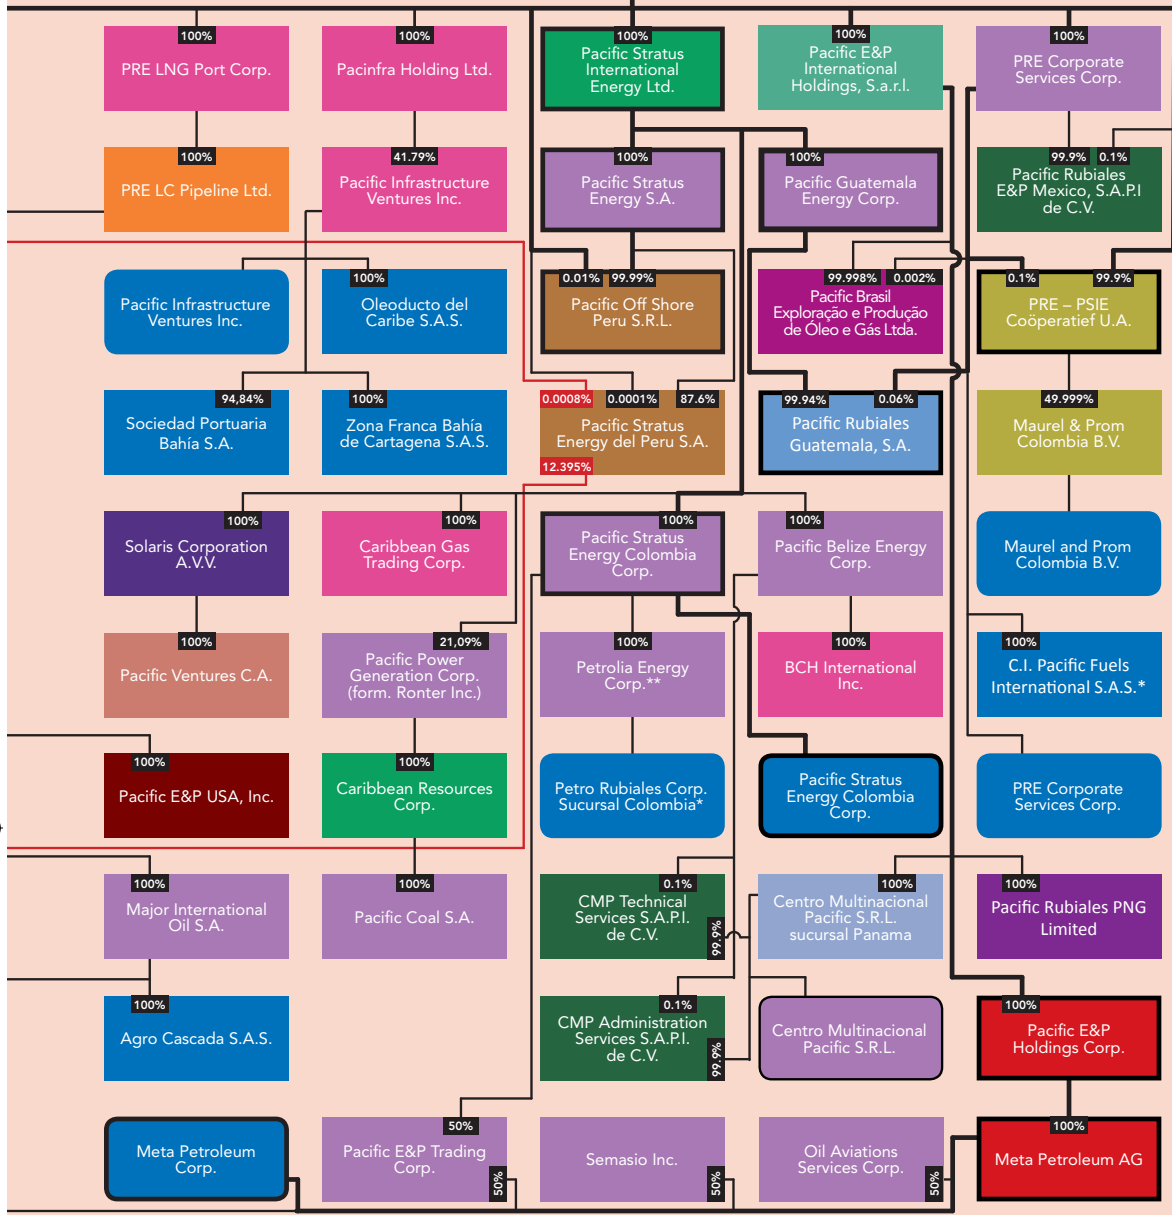 100%
PRE LNG Port Corp.
100%
Pacinfra Holding Ltd.
100%
Pacific Stratus
International
Energy Ltd.
100%
Pacific E&P
International
Holdings, S.a.r.l.
100%
PRE Corporate
Services Corp.
100%
PRE LC Pipeline Ltd.
41.79%
Pacific Infrastructure
Ventures Inc.
100%
Pacific Stratus
Energy S.A.
100%
Pacific Guatemala
Energy Corp.
99.9% 0.1%
Pacific Rubiales
E&P Mexico, S.A.P.I
de C.V.
Pacific Infrastructure
Ventures Inc.
100%
Oleoducto del
Caribe S.A.S.
0.01% 99.99%
Pacific Off Shore
Peru S.R.L.
99.998% 0.002%
Pacific Brasil
Exploração e Produção
de Óleo e Gás Ltda.
0.1% 99.9%
PRE – PSIE
Coöperatief U.A.
94,84%
Sociedad Portuaria
Bahía S.A.
100%
Zona Franca Bahía
de Cartagena S.A.S.
0.0008% 0.0001% 87.6%
Pacific Stratus
Energy del Peru S.A.
12.395%
99.94% 0.06%
Pacific Rubiales
Guatemala, S.A.
49.999%
Maurel & Prom
Colombia B.V.
100%
Solaris Corporation
A.V.V.
100%
Caribbean Gas
Trading Corp.
100%
Pacific Stratus
Energy Colombia
Corp.
100%
Pacific Belize Energy
Corp.
Maurel and Prom
Colombia B.V.
100%
Pacific Ventures C.A.
21,09%
Pacific Power
Generation Corp.
(form. Ronter Inc.)
100%
Petrolia Energy
Corp.**
100%
BCH International
Inc.
100%
C.I. Pacific Fuels
International S.A.S.*
100%
Pacific E&P USA, Inc.
100%
Caribbean Resources
Corp.
Petro Rubiales Corp.
Sucursal Colombia*
Pacific Stratus
Energy Colombia
Corp.
PRE Corporate
Services Corp.
100%
Major International
Oil S.A.
100%
Pacific Coal S.A.
0.1%
CMP Technical
Services S.A.P.I.
de C.V.
99.9%
100%
Centro Multinacional
Pacific S.R.L.
sucursal Panama
100%
Pacific Rubiales PNG
Limited
100%
Agro Cascada S.A.S.
0.1%
CMP Administration
Services S.A.P.I.
de C.V.
99.9%
Centro Multinacional
Pacific S.R.L.
100%
Pacific E&P
Holdings Corp.
Meta Petroleum
Corp.
50%
Pacific E&P Trading
Corp.
50%
Semasio Inc.
50%
Oil Aviations
Services Corp.
50%
100%
Meta Petroleum AG